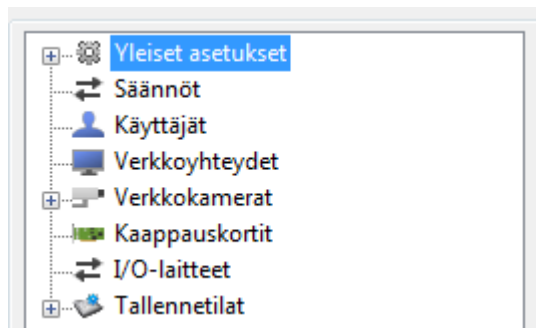 Yleiset asetukset
Säännöt
Käyttäjät
Verkkoyhteydet
Verkkokamerat
Kaappauskortit
I/O-laitteet
Tallennetilat